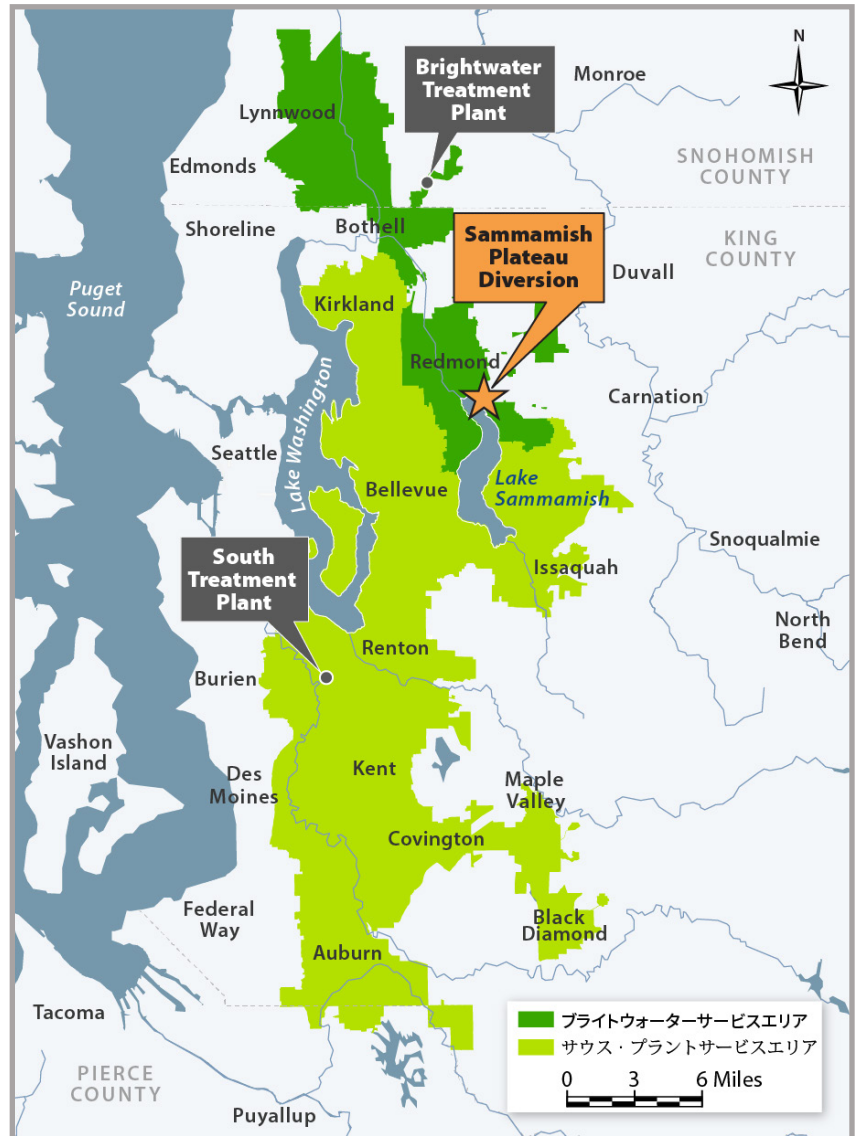 N
Brightwater
Treatment
Plant
Monroe
Lynnwood
SNOHOMISH
COUNTY
Edmonds
Shoreline
Bothell
Sammamish
Plateau
Diversion
KING
COUNTY
Duvall
Puget
Sound
Kirkland
Redmond
Carnation
Lake Washington
Seattle
Bellevue
Lake
Sammamish
Snoqualmie
South
Treatment
Plant
Issaquah
North
Bend
Renton
Burien
Vashon
Island
Des
Moines
Kent
Maple
Valley
Covington
Federal
Way
Black
Diamond
Auburn
Tacoma
PIERCE
COUNTY
Puyallup
ブライトウォーターサービスエリア
サウス・プラントサービスエリア
0 3 6 Miles